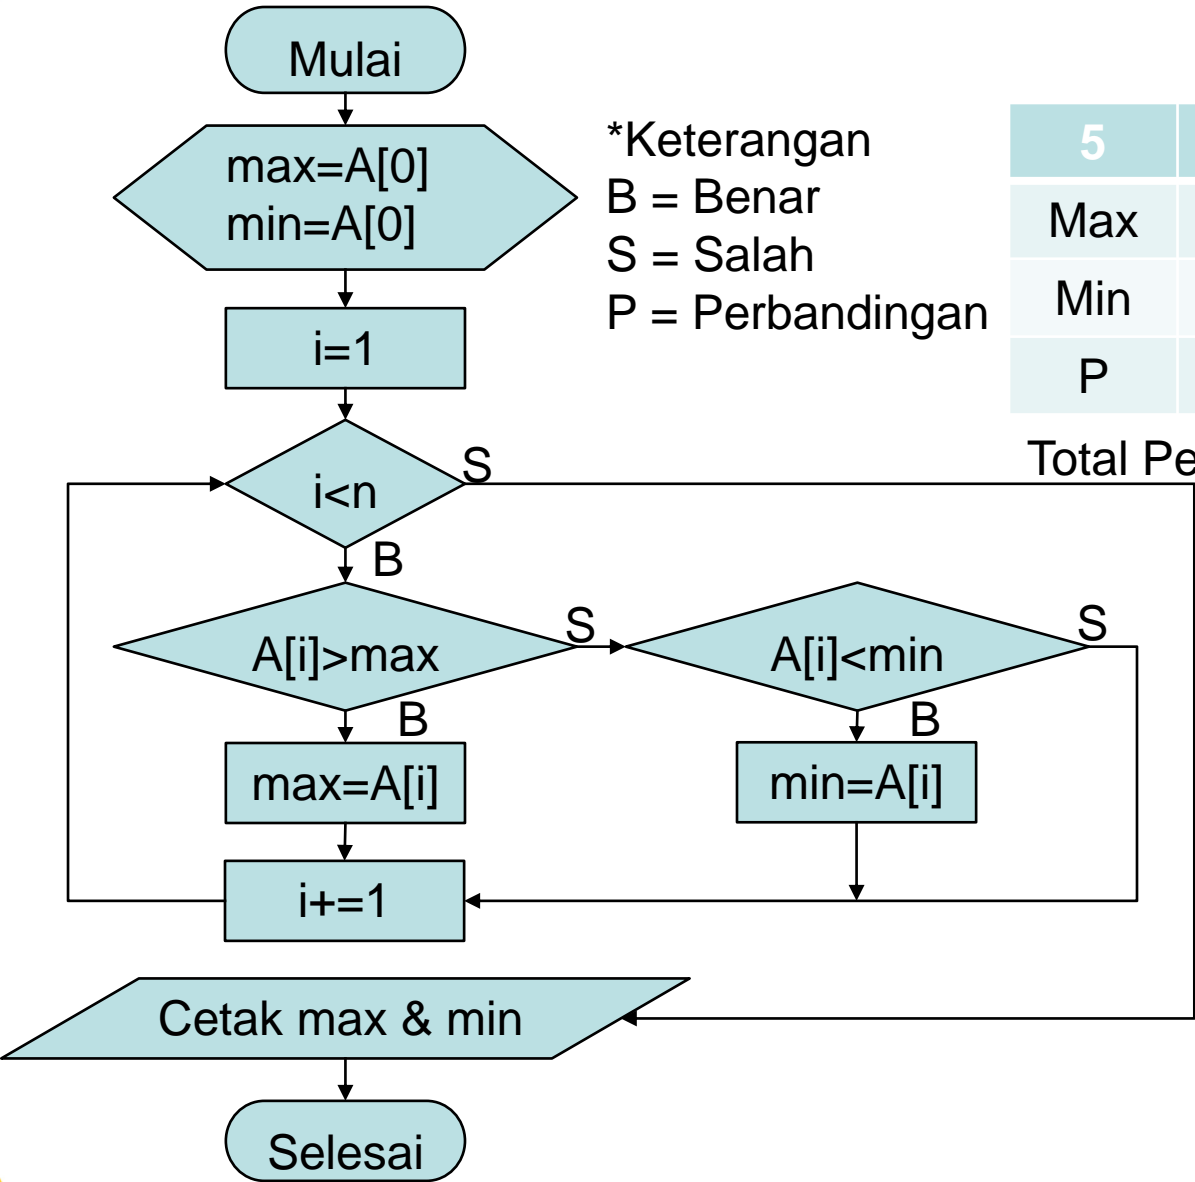 Mulai
max=A[0]
min=A[0]
*Keterangan
B = Benar
S = Salah
P = Perbandingan
5
Max
Min
P
Total
i=1
i<n
S
B
A[i]>max
S
A[i]<min
S
B
B
max=A[i]
min=A[i]
i+=1
Cetak max & min
Selesai